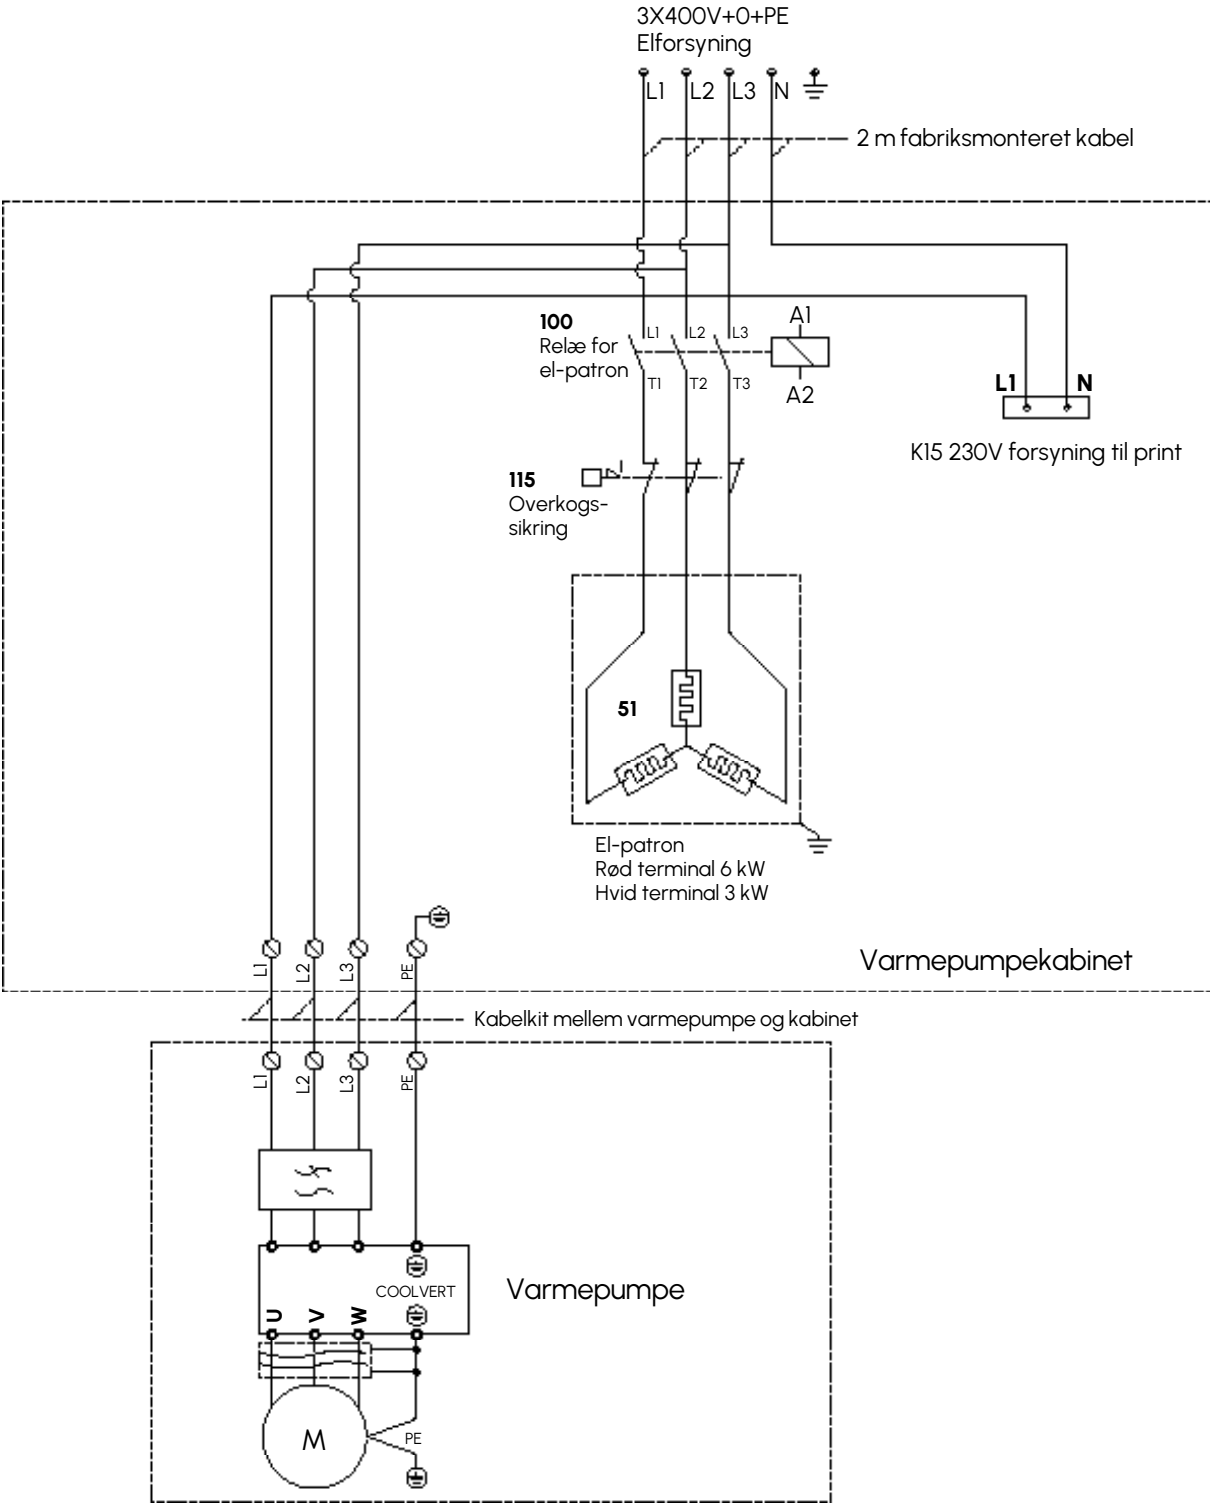 3X400V+0+PE
Elforsyning
L1 L2 L3 N
2 m fabriksmonteret kabel
100
Relæ for
el-patron
L1 L2 L3
T1 T2 T3
A1
A2
L1 N
K15 230V forsyning til print
115
Overkogs-
sikring
51
El-patron
Rød terminal 6 kW
Hvid terminal 3 kW
L1 L2 L3 PE
Varmepumpekabinet
Kabelkit mellem varmepumpe og kabinet
L1 L2 L3 PE
COOLVERT
U V W
Varmepumpe
M
PE